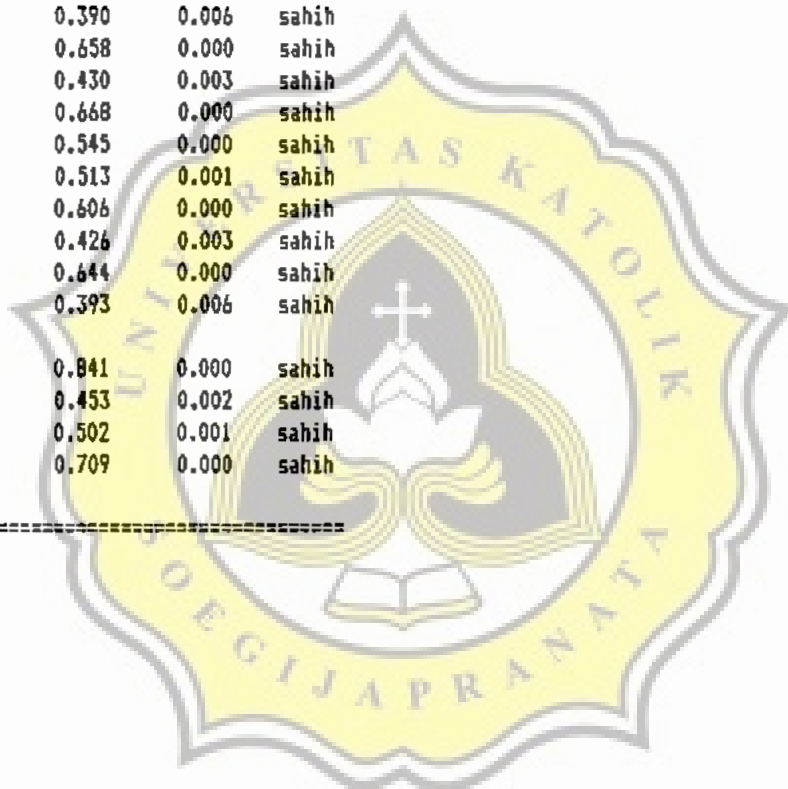 0.390 0.006 sahih
0.658 0.000 sahih
0.430 0.003 sahih
0.668 0.000 sahih
0.545 0.000 sahih
0.513 0.001 sahih
0.606 0.000 sahih
0.426 0.003 sahih
0.644 0.000 sahih
0.393 0.006 sahih
0.841 0.000 sahih
0.453 0.002 sahih
0.502 0.001 sahih
0.709 0.000 sahih
==============================
UNIVERSITAS KATOLIK
SOEGIJAPRANATA